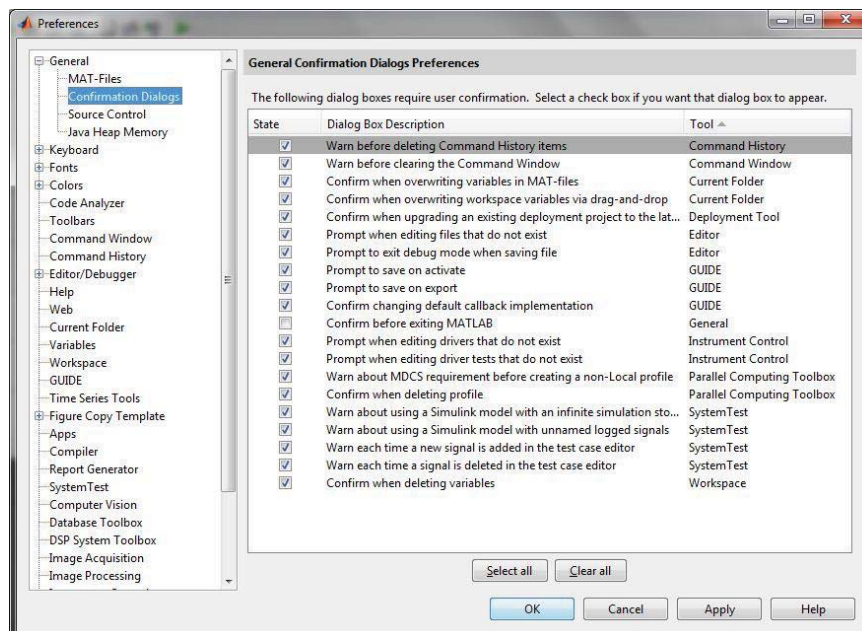 Preferences
General
MAT-Files
Confirmation Dialogs
Source Control
Java Heap Memory
Keyboard
Fonts
Colors
Code Analyzer
Toolbars
Command Window
Command History
Editor/Debugger
Help
Web
Current Folder
Variables
Workspace
GUIDE
Time Series Tools
Figure Copy Template
Apps
Compiler
Report Generator
SystemTest
Computer Vision
Database Toolbox
DSP System Toolbox
Image Acquisition
Image Processing
General Confirmation Dialogs Preferences
The following dialog boxes require user confirmation. Select a check box if you want that dialog box to appear.
State Dialog Box Description Tool
Warn before deleting Command History items Command History
Warn before clearing the Command Window Command Window
Confirm when overwriting variables in MAT-files Current Folder
Confirm when overwriting workspace variables via drag-and-drop Current Folder
Confirm when upgrading an existing deployment project to the lat... Deployment Tool
Prompt when editing files that do not exist Editor
Prompt to exit debug mode when saving file Editor
Prompt to save on activate GUIDE
Prompt to save on export GUIDE
Confirm changing default callback implementation GUIDE
Confirm before exiting MATLAB General
Prompt when editing drivers that do not exist Instrument Control
Prompt when editing driver tests that do not exist Instrument Control
Warn about MDCS requirement before creating a non-Local profile Parallel Computing Toolbox
Confirm when deleting profile Parallel Computing Toolbox
Warn about using a Simulink model with an infinite simulation sto... SystemTest
Warn about using a Simulink model with unnamed logged signals SystemTest
Warn each time a new signal is added in the test case editor SystemTest
Warn each time a signal is deleted in the test case editor SystemTest
Confirm when deleting variables Workspace
Select all Clear all
OK Cancel Apply Help